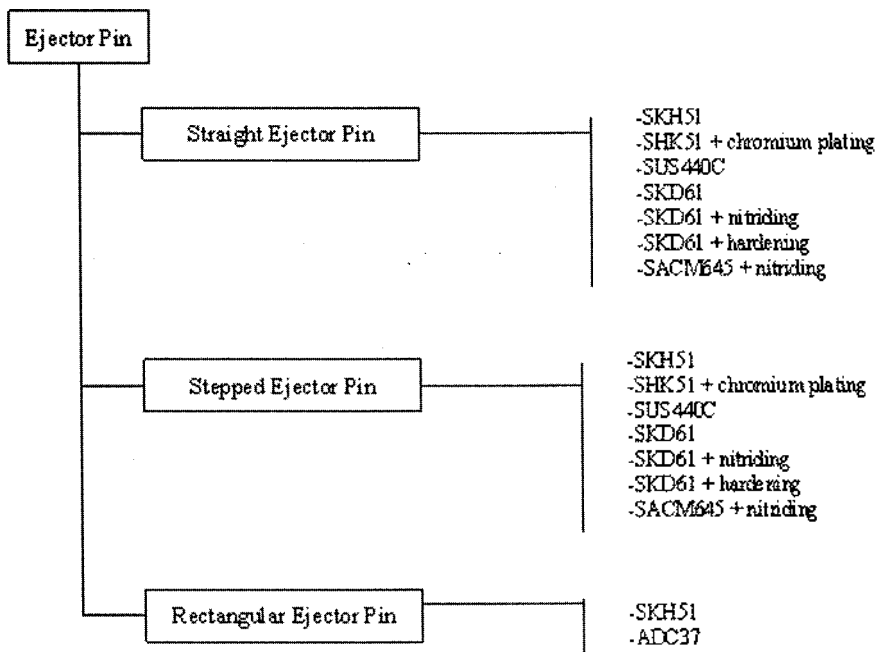 Ejector Pin
Straight Ejector Pin
-SKH51
-SHK51 + chromium plating
-SUS440C
-SKD61
-SKD61 + nitriding
-SKD61 + hardening
-SACM645 + nitriding
Stepped Ejector Pin
-SKH51
-SHK51 + chromium plating
-SUS440C
-SKD61
-SKD61 + nitriding
-SKD61 + hardening
-SACM645 + nitriding
Rectangular Ejector Pin
-SKH51
-ADC37